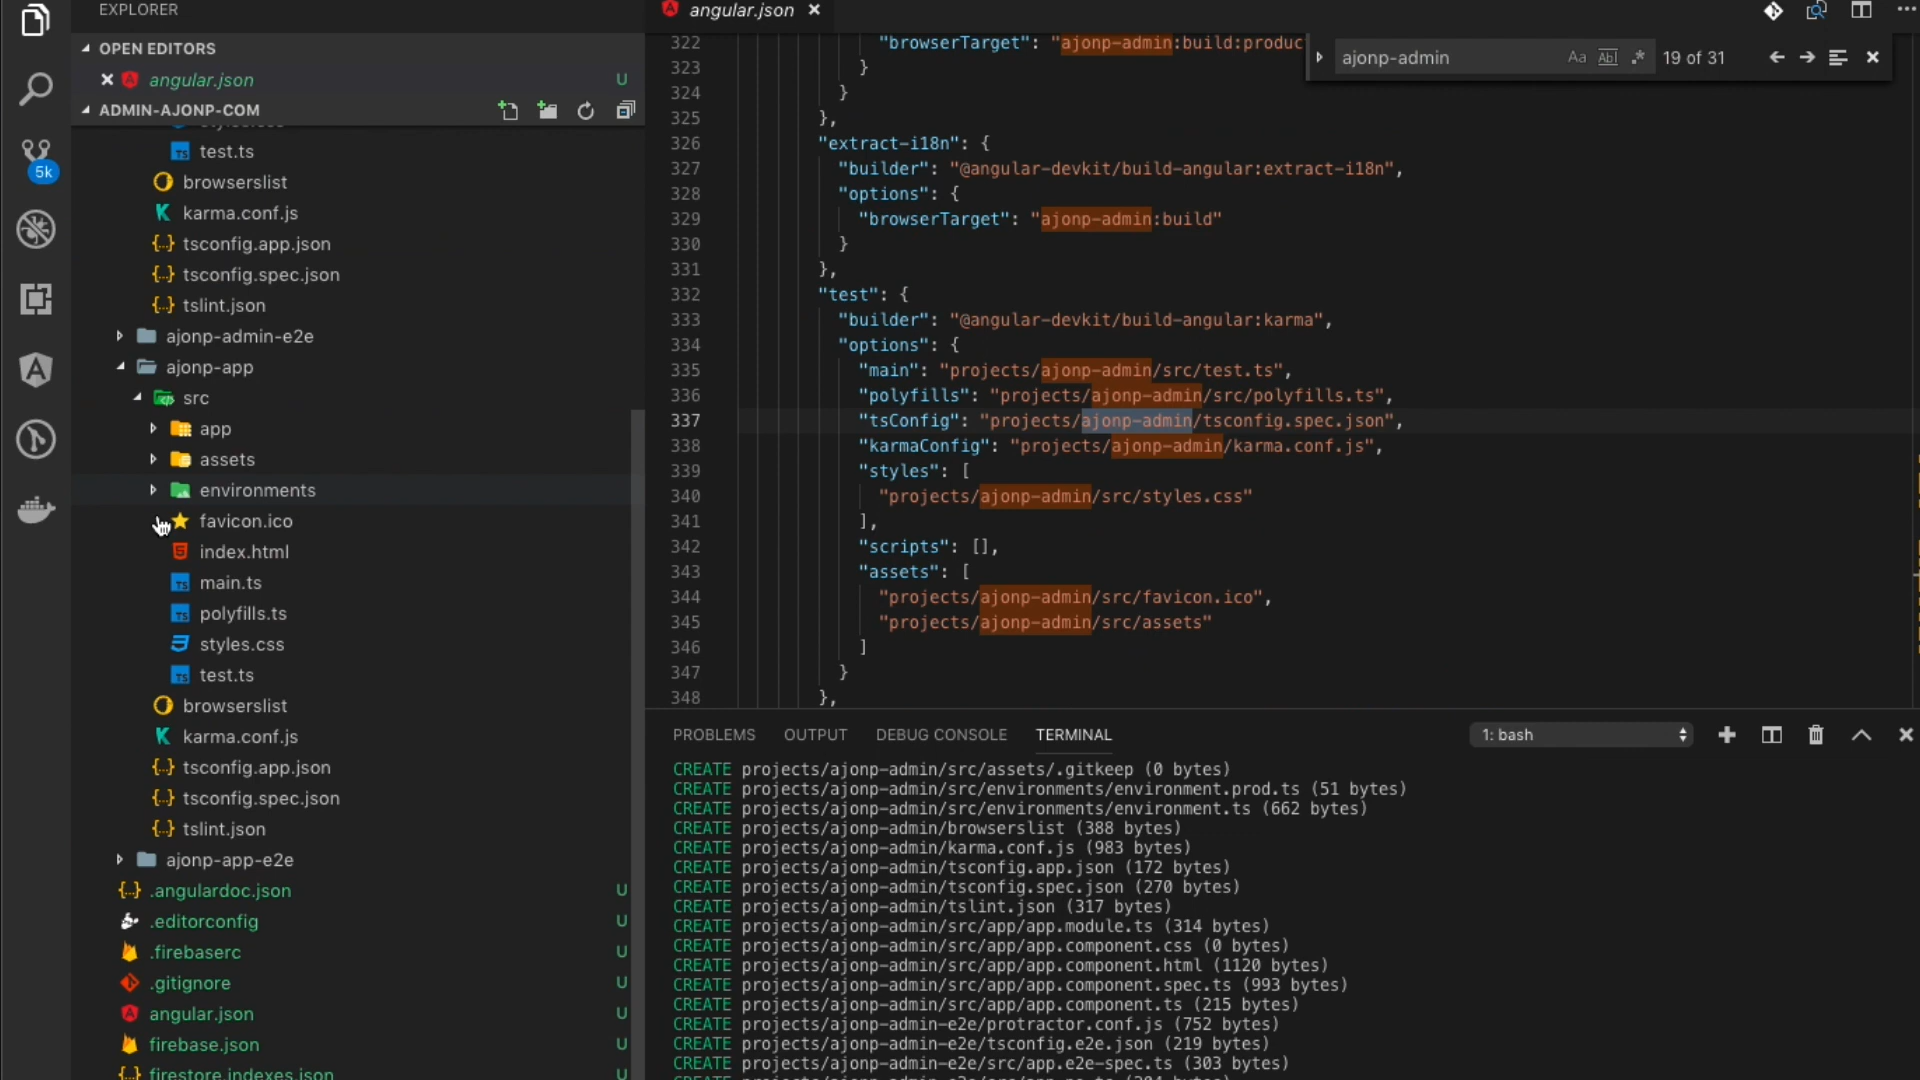 EXPLORER
OPEN EDITORS
angular.json U
ADMIN-AJONP-COM
5k
test.ts
browserslist
karma.conf.js
tsconfig.app.json
tsconfig.spec.json
tslint.json
ajonp-admin-e2e
ajonp-app
src
app
assets
environments
favicon.ico
index.html
main.ts
polyfills.ts
styles.css
test.ts
browserslist
karma.conf.js
tsconfig.app.json
tsconfig.spec.json
tslint.json
ajonp-app-e2e
.angulardoc.json U
.editorconfig U
.firebaserc U
.gitignore U
angular.json U
firebase.json U
firestore.indexes.json U
angular.json
ajonp-admin Aa Abl .* 19 of 31
322 "browserTarget": "ajonp-admin:build:produc
323 }
324 }
325 },
326 "extract-i18n": {
327 "builder": "@angular-devkit/build-angular:extract-i18n",
328 "options": {
329 "browserTarget": "ajonp-admin:build"
330 }
331 },
332 "test": {
333 "builder": "@angular-devkit/build-angular:karma",
334 "options": {
335 "main": "projects/ajonp-admin/src/test.ts",
336 "polyfills": "projects/ajonp-admin/src/polyfills.ts",
337 "tsConfig": "projects/ajonp-admin/tsconfig.spec.json",
338 "karmaConfig": "projects/ajonp-admin/karma.conf.js",
339 "styles": [
340 "projects/ajonp-admin/src/styles.css"
341 ],
342 "scripts": [],
343 "assets": [
344 "projects/ajonp-admin/src/favicon.ico",
345 "projects/ajonp-admin/src/assets"
346 ]
347 }
348 },
PROBLEMS OUTPUT DEBUG CONSOLE TERMINAL 1: bash
CREATE projects/ajonp-admin/src/assets/.gitkeep (0 bytes)
CREATE projects/ajonp-admin/src/environments/environment.prod.ts (51 bytes)
CREATE projects/ajonp-admin/src/environments/environment.ts (662 bytes)
CREATE projects/ajonp-admin/browserslist (388 bytes)
CREATE projects/ajonp-admin/karma.conf.js (983 bytes)
CREATE projects/ajonp-admin/tsconfig.app.json (172 bytes)
CREATE projects/ajonp-admin/tsconfig.spec.json (270 bytes)
CREATE projects/ajonp-admin/tslint.json (317 bytes)
CREATE projects/ajonp-admin/src/app/app.module.ts (314 bytes)
CREATE projects/ajonp-admin/src/app/app.component.css (0 bytes)
CREATE projects/ajonp-admin/src/app/app.component.html (1120 bytes)
CREATE projects/ajonp-admin/src/app/app.component.spec.ts (993 bytes)
CREATE projects/ajonp-admin/src/app/app.component.ts (215 bytes)
CREATE projects/ajonp-admin-e2e/protractor.conf.js (752 bytes)
CREATE projects/ajonp-admin-e2e/tsconfig.e2e.json (219 bytes)
CREATE projects/ajonp-admin-e2e/src/app.e2e-spec.ts (303 bytes)